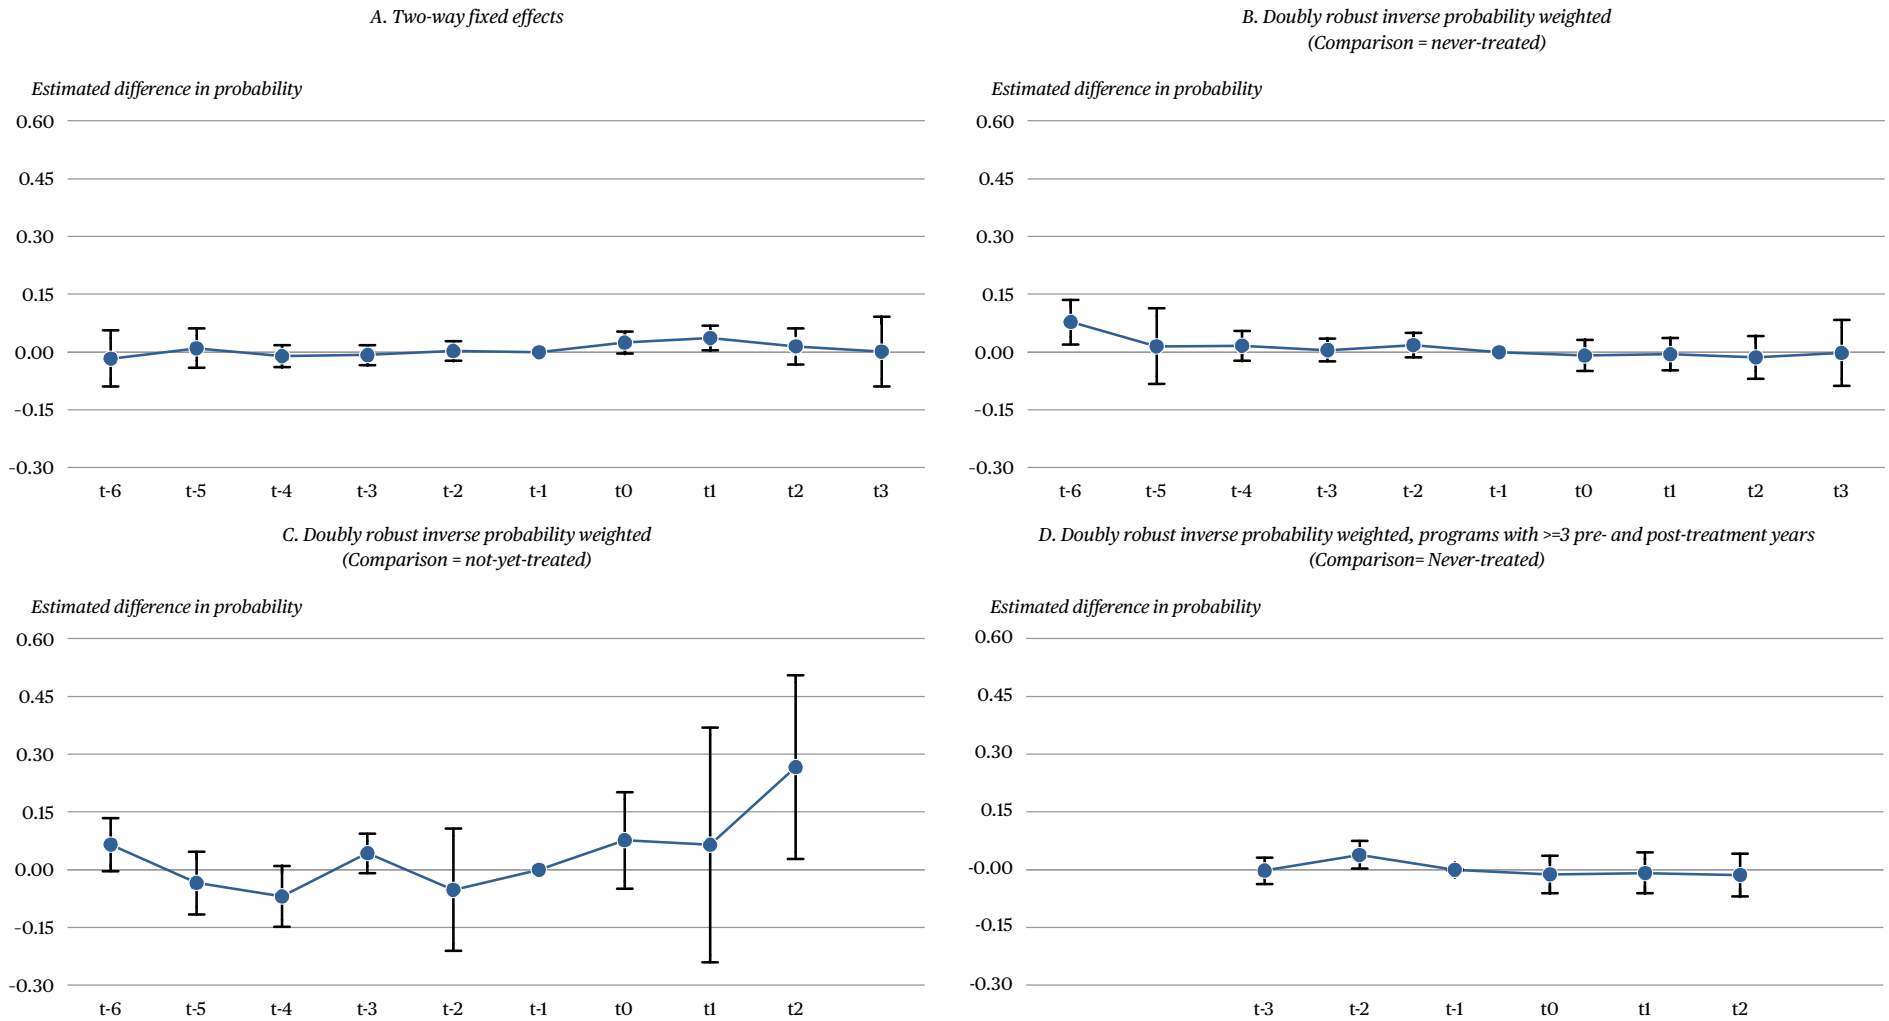 A. Two-way fixed effects
Estimated difference in probability
0.60
0.45
0.30
0.15
0.00
-0.15
-0.30
t-6 t-5 t-4 t-3 t-2 t-1 t0 t1 t2 t3
B. Doubly robust inverse probability weighted
(Comparison = never-treated)
Estimated difference in probability
0.60
0.45
0.30
0.15
0.00
-0.15
-0.30
t-6 t-5 t-4 t-3 t-2 t-1 t0 t1 t2 t3
C. Doubly robust inverse probability weighted
(Comparison = not-yet-treated)
Estimated difference in probability
0.60
0.45
0.30
0.15
0.00
-0.15
-0.30
t-6 t-5 t-4 t-3 t-2 t-1 t0 t1 t2
D. Doubly robust inverse probability weighted, programs with >=3 pre- and post-treatment years
(Comparison= Never-treated)
Estimated difference in probability
0.60
0.45
0.30
0.15
-0.00
-0.15
-0.30
t-3 t-2 t-1 t0 t1 t2